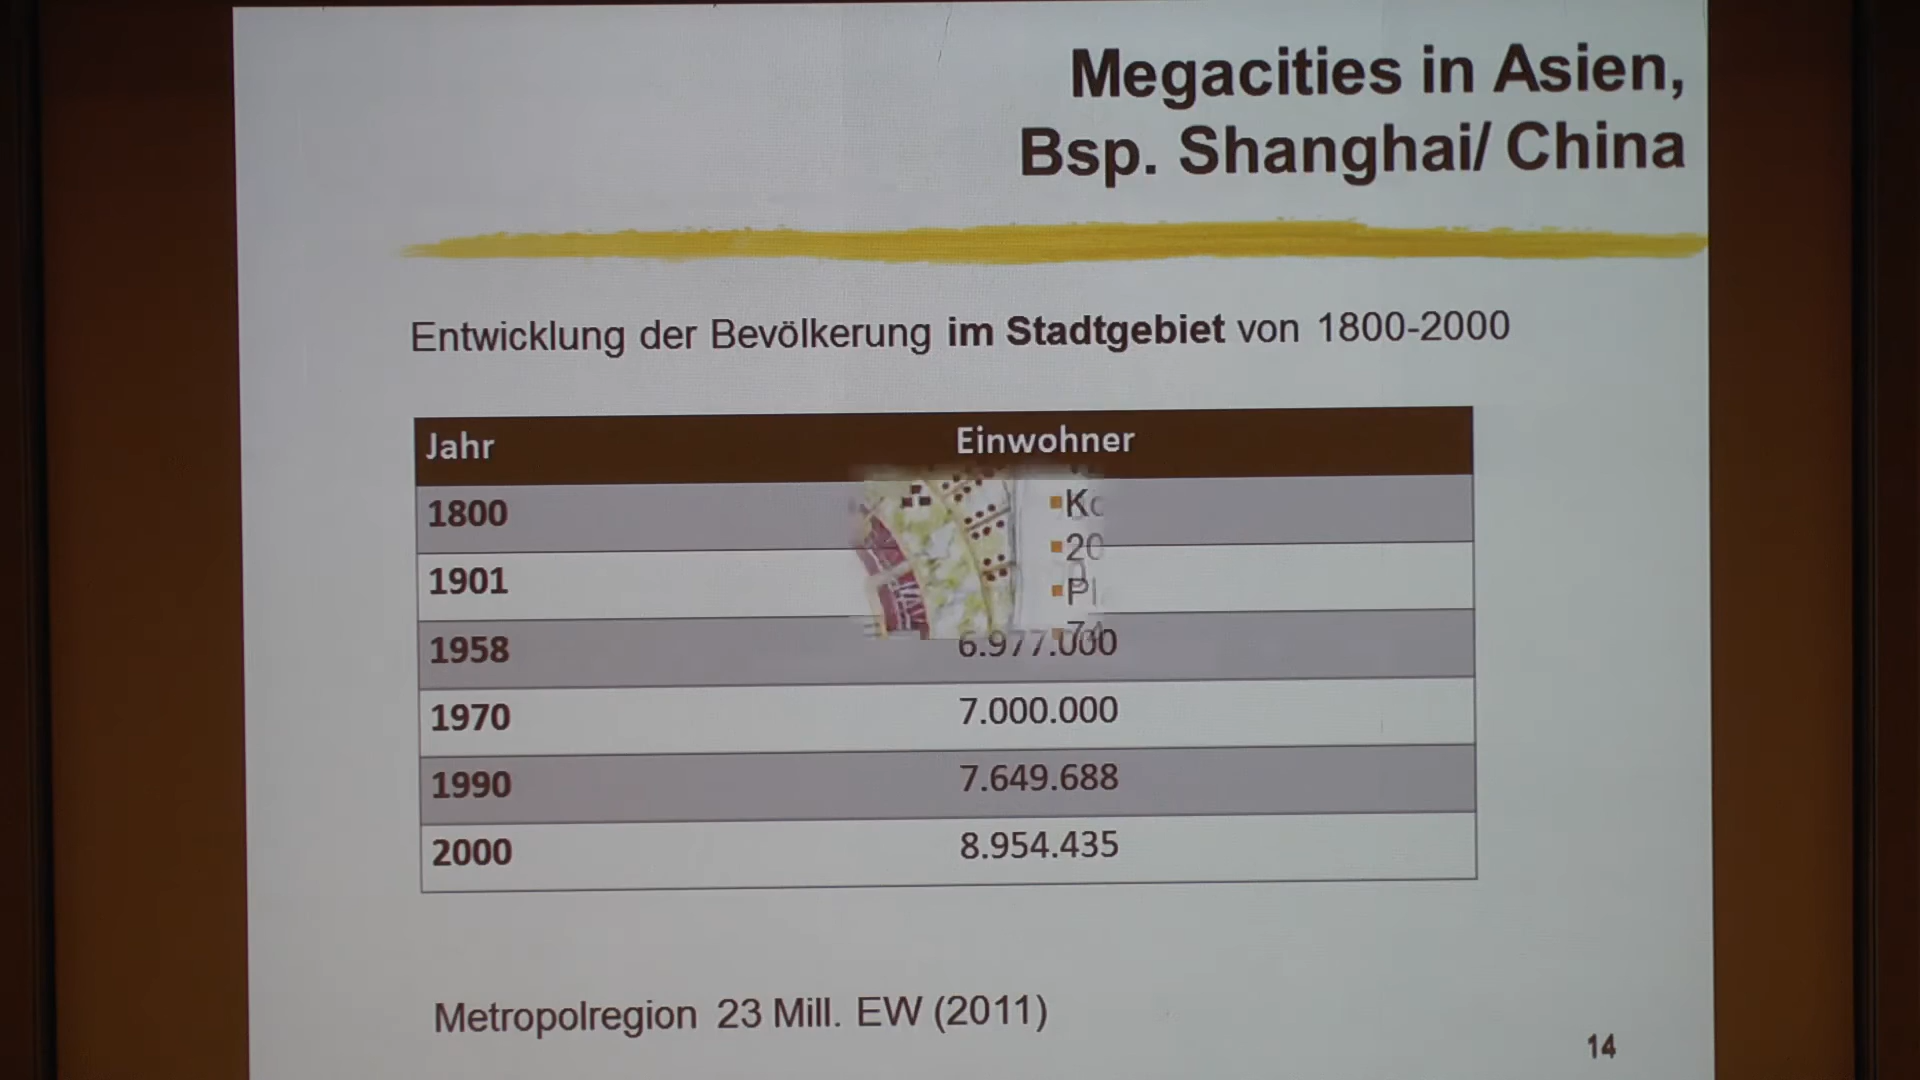 Megacities in Asien,
Bsp. Shanghai/ China
Entwicklung der Bevölkerung im Stadtgebiet von 1800-2000
Jahr Einwohner
1800
1901
1958 6.977.000
1970 7.000.000
1990 7.649.688
2000 8.954.435
Metropolregion 23 Mill. EW (2011)
14